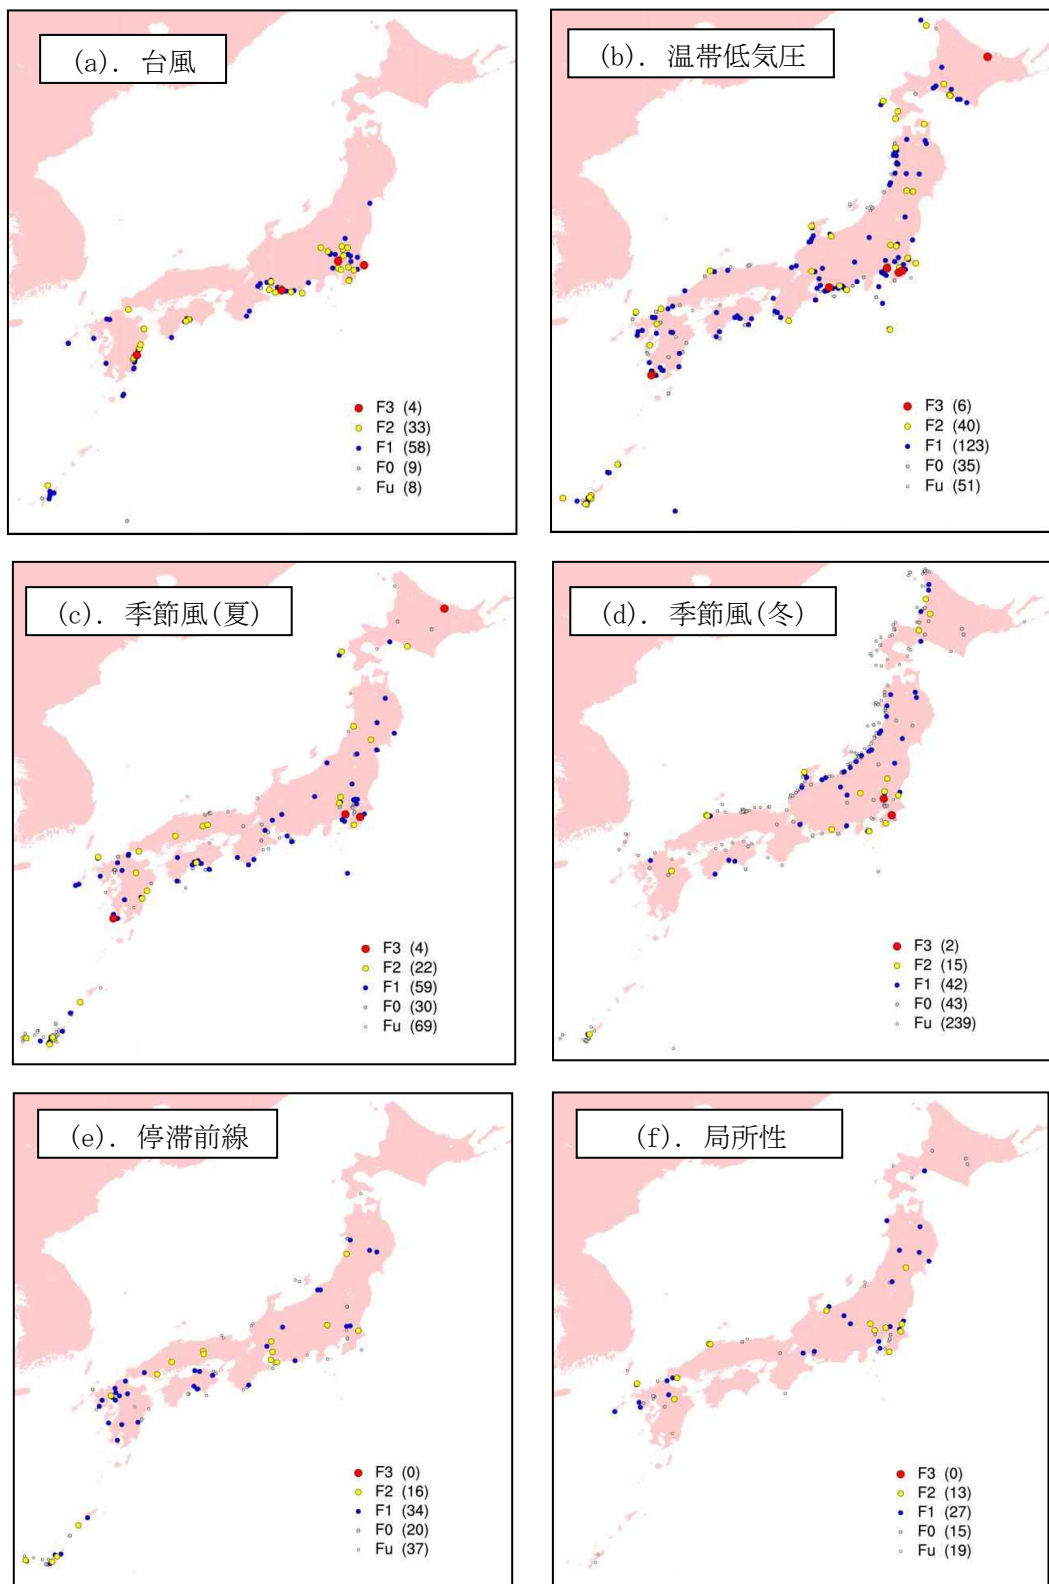 (a). 台風
F3 (4)
F2 (33)
F1 (58)
F0 (9)
Fu (8)
(b). 温帯低気圧
F3 (6)
F2 (40)
F1 (123)
F0 (35)
Fu (51)
(c). 季節風(夏)
F3 (4)
F2 (22)
F1 (59)
F0 (30)
Fu (69)
(d). 季節風(冬)
F3 (2)
F2 (15)
F1 (42)
F0 (43)
Fu (239)
(e). 停滞前線
F3 (0)
F2 (16)
F1 (34)
F0 (20)
Fu (37)
(f). 局所性
F3 (0)
F2 (13)
F1 (27)
F0 (15)
Fu (19)